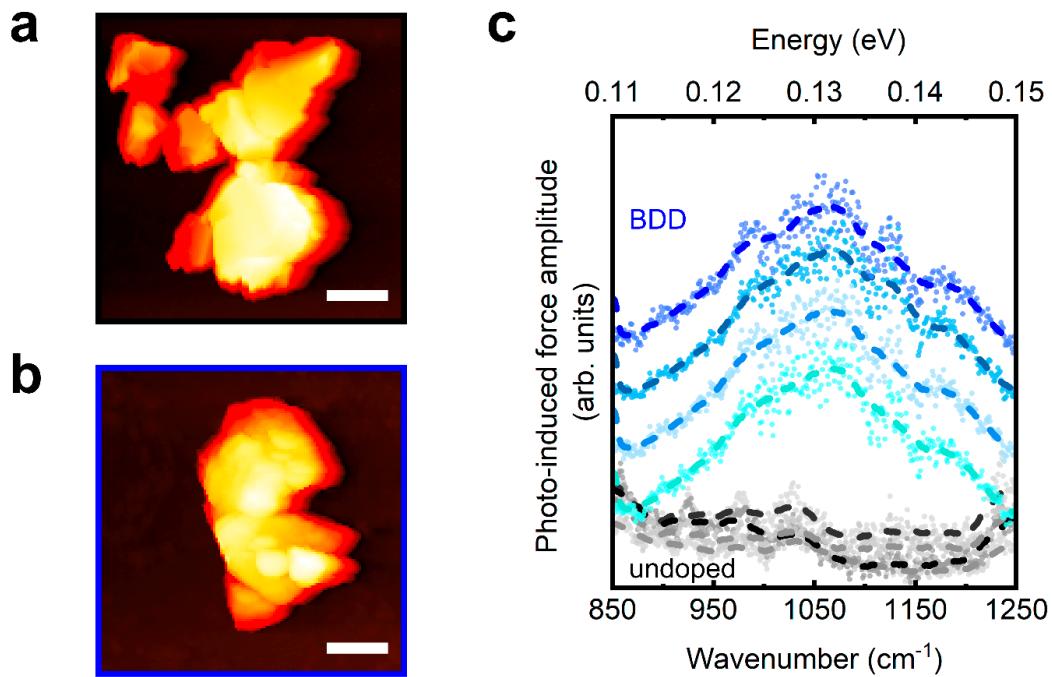 a
b
c
Energy (eV)
0.11 0.12 0.13 0.14 0.15
Photo-induced force amplitude
(arb. units)
BDD
undoped
850 950 1050 1150 1250
Wavenumber (cm⁻¹)